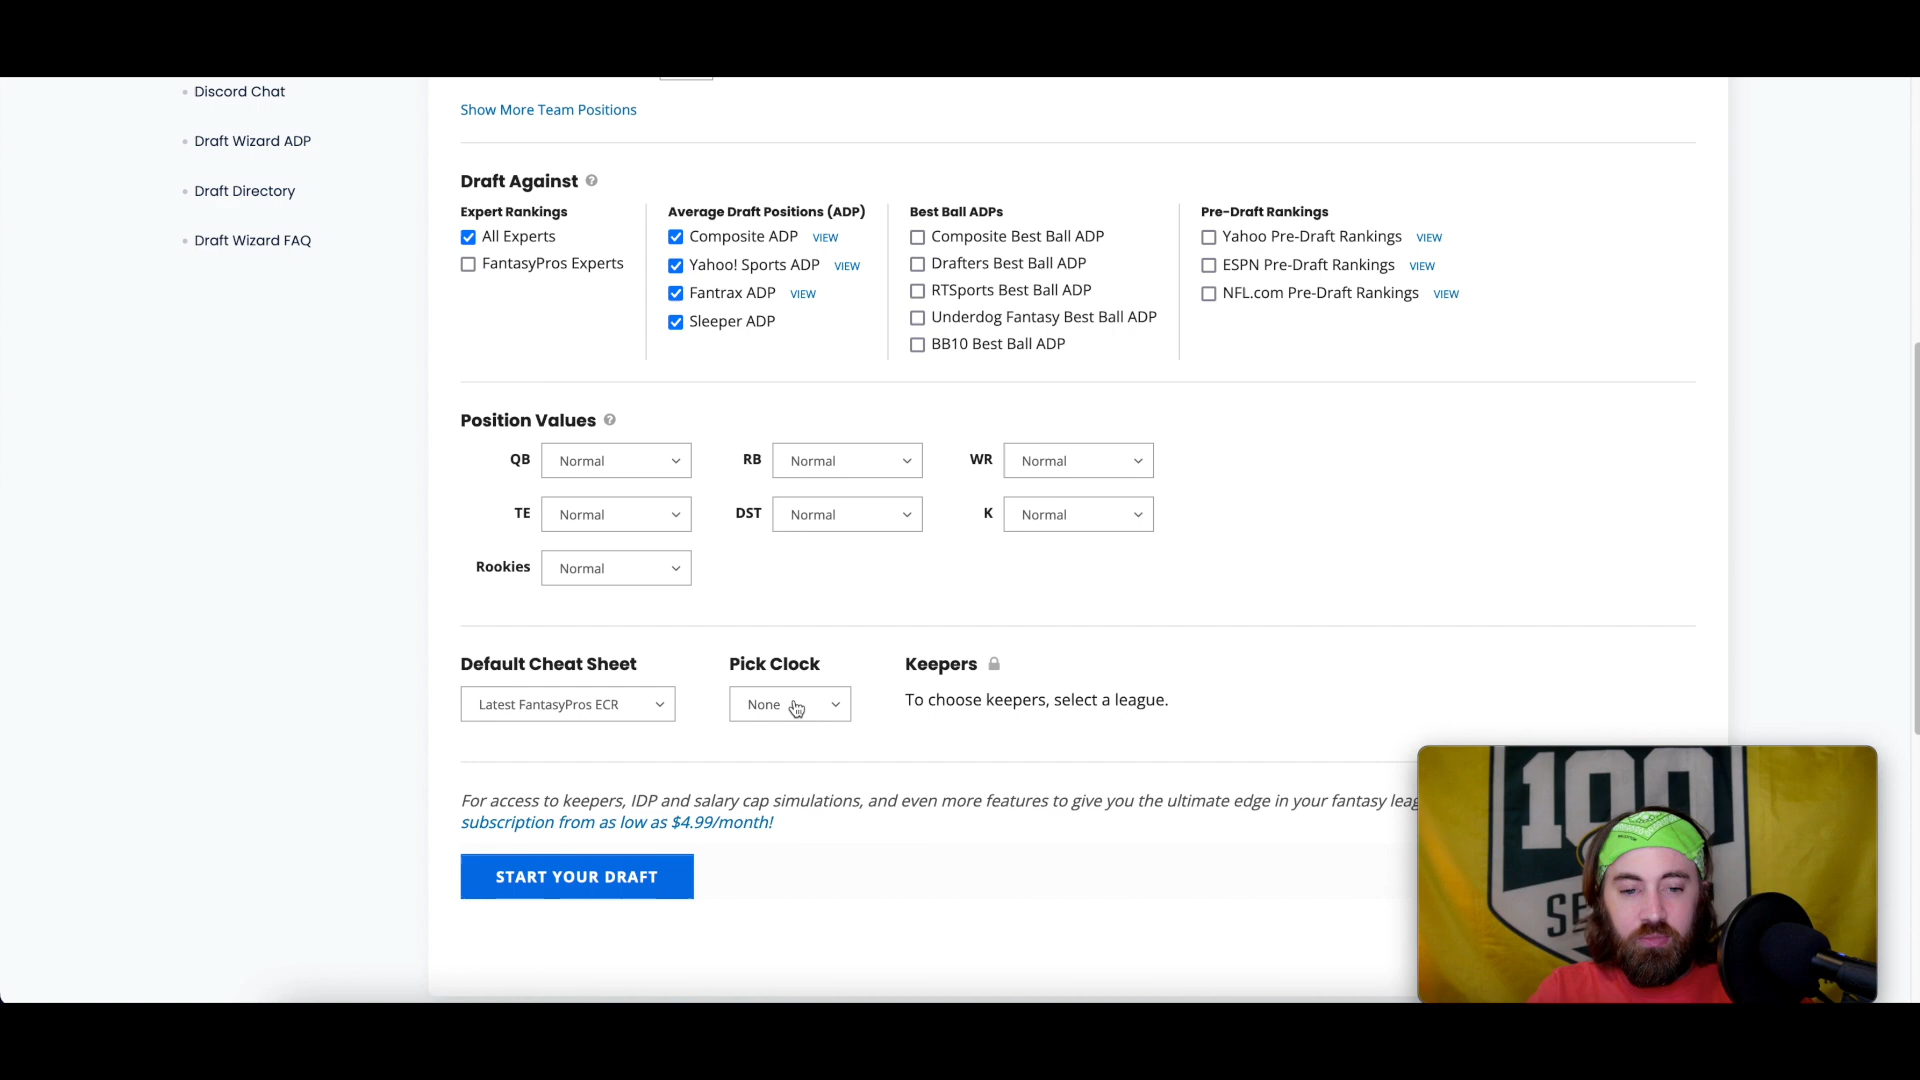 Discord Chat
Draft Wizard ADP
Draft Directory
Draft Wizard FAQ
Show More Team Positions
Draft Against ?
Expert Rankings
All Experts
FantasyPros Experts
Average Draft Positions (ADP)
Composite ADP VIEW
Yahoo! Sports ADP VIEW
Fantrax ADP VIEW
Sleeper ADP
Best Ball ADPs
Composite Best Ball ADP
Drafters Best Ball ADP
RTSports Best Ball ADP
Underdog Fantasy Best Ball ADP
BB10 Best Ball ADP
Pre-Draft Rankings
Yahoo Pre-Draft Rankings VIEW
ESPN Pre-Draft Rankings VIEW
NFL.com Pre-Draft Rankings VIEW
Position Values ?
QB Normal RB Normal WR Normal
TE Normal DST Normal K Normal
Rookies Normal
Default Cheat Sheet
Latest FantasyPros ECR
Pick Clock
None
Keepers
To choose keepers, select a league.
For access to keepers, IDP and salary cap simulations, and even more features to give you the ultimate edge in your fantasy
subscription from as low as $4.99/month!
START YOUR DRAFT
100
SE